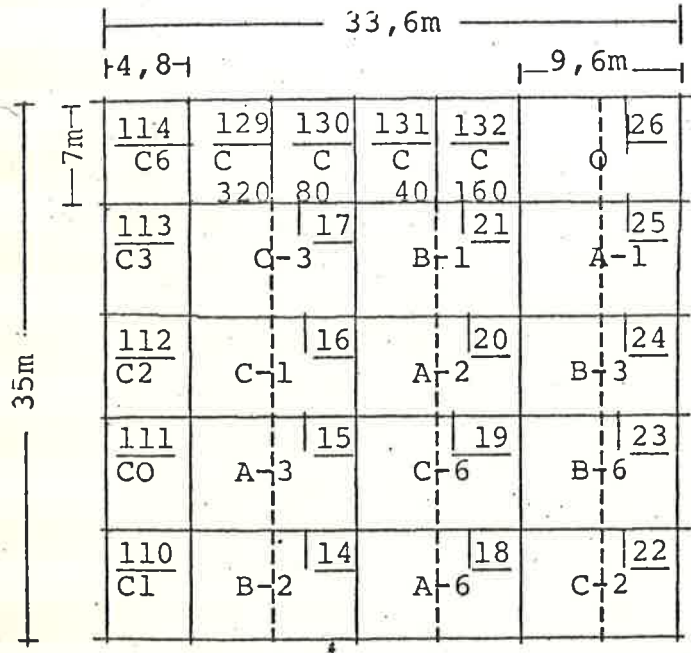 33,6m
4,8
9,6m
7m
35m
114 129 130 131 132 26
C6 C C C C O
320 80 40 160
113 17 21 25
C3 C-3 B-1 A-1
112 16 20 24
C2 C-1 A-2 B-3
111 15 19 23
CO A-3 C-6 B-6
110 14 18 22
C1 B-2 A-6 C-2